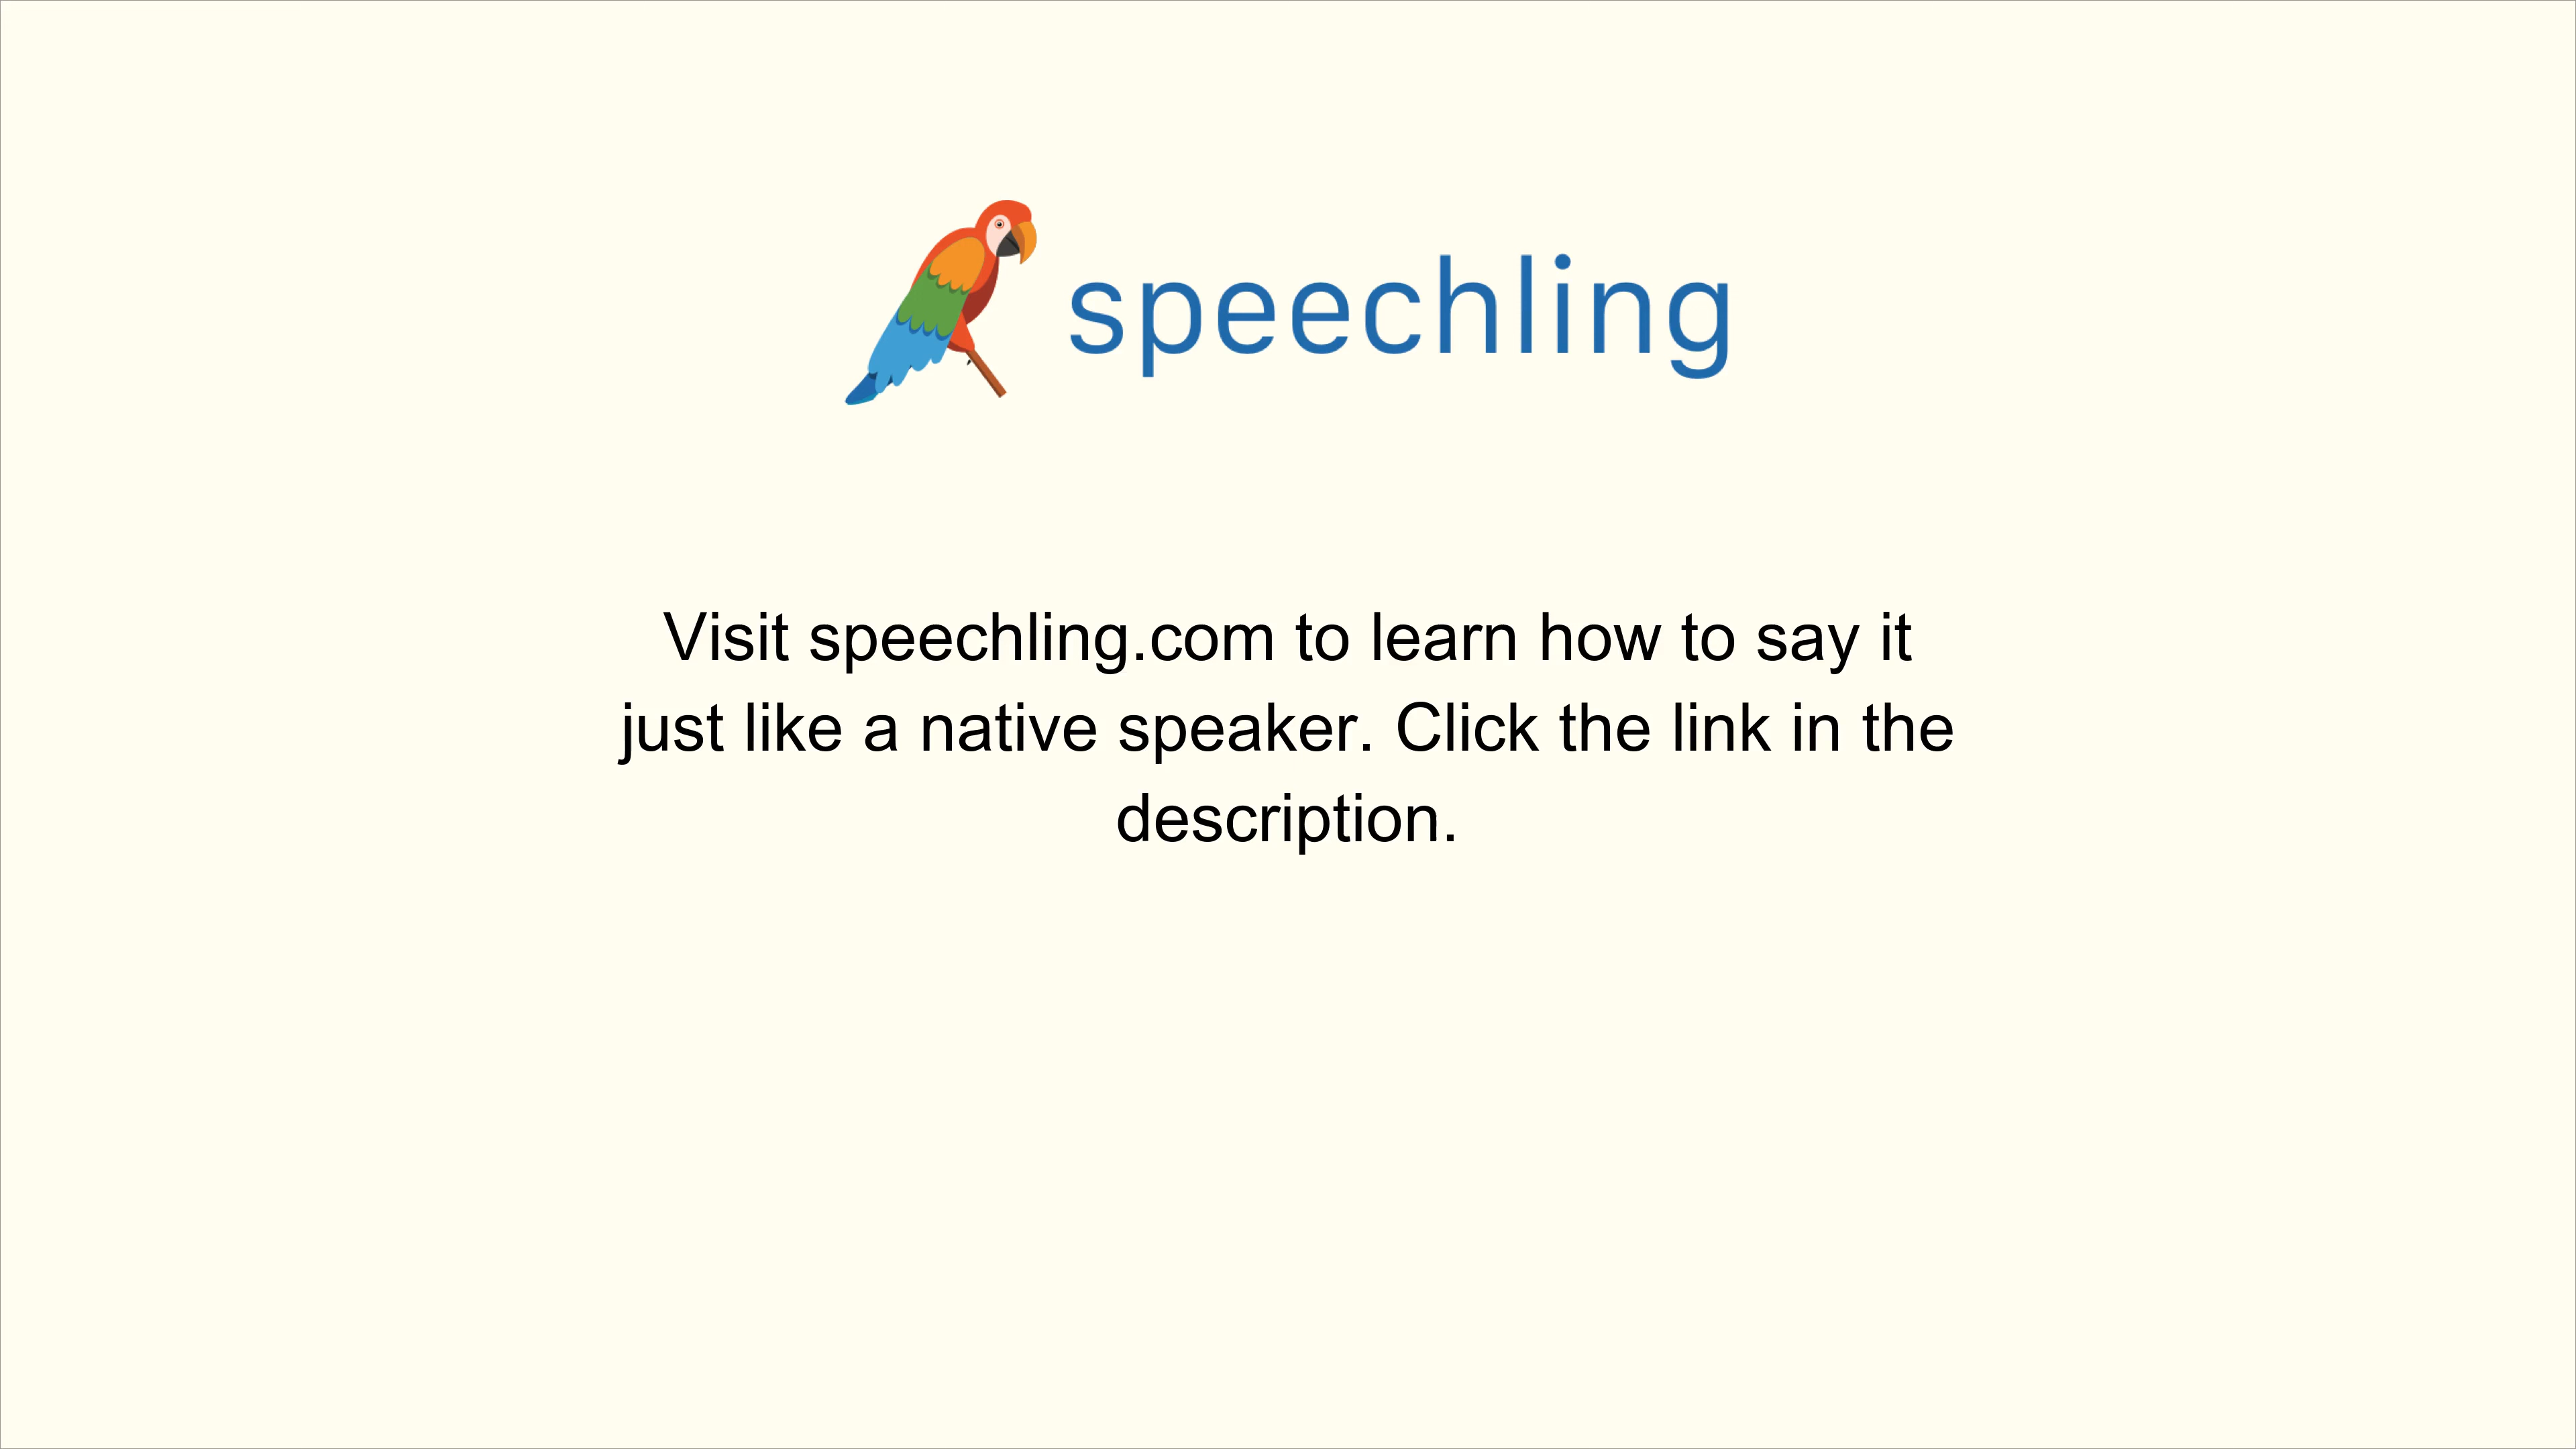 speechling
Visit speechling.com to learn how to say it
just like a native speaker. Click the link in the
description.